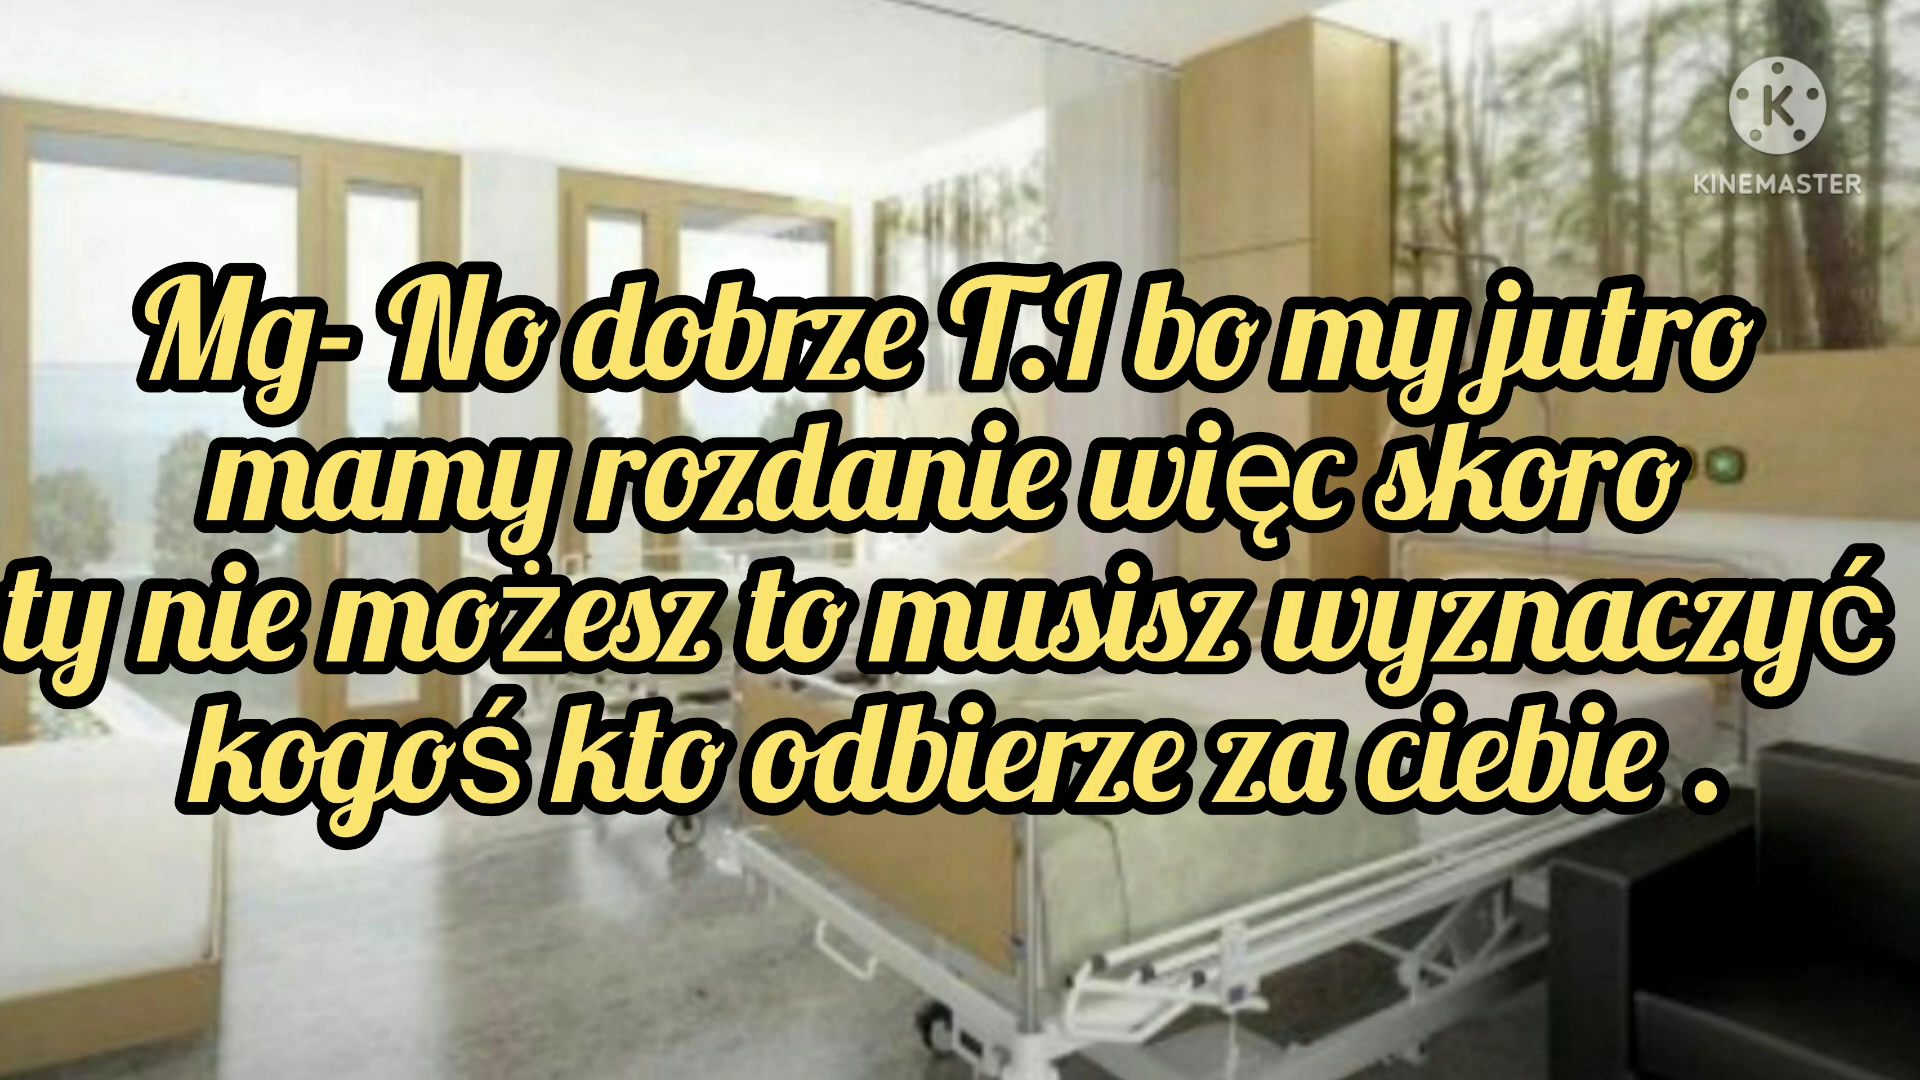 K
KINEMASTER
Mg- No dobrze T.I bo my jutro
mamy rozdanie więc skoro
ty nie możesz to musisz wyznaczyć
kogoś kto odbierze za ciebie .